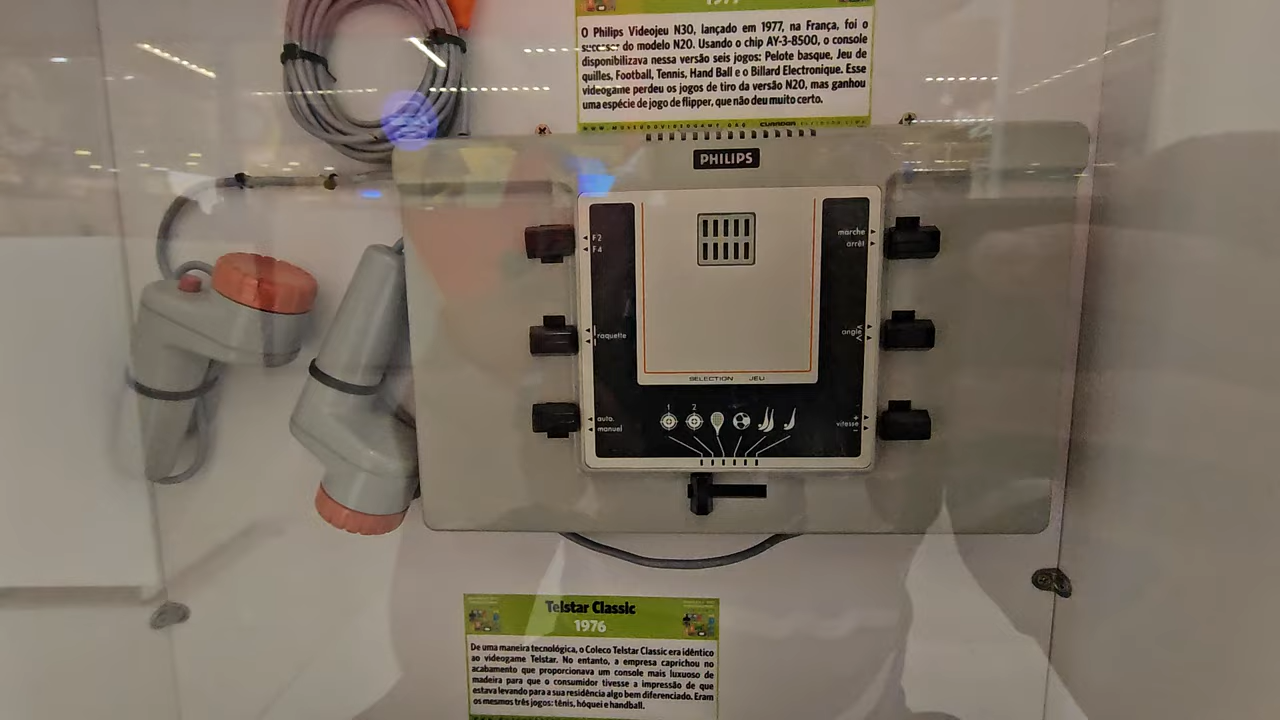 1977
O Philips Videojeu N30, lançado em 1977, na França, foi o
sucessor do modelo N20. Usando o chip AY-3-8500, o console
disponibilizava nessa versão seis jogos: Pelote basque, Jeu de
quilles, Football, Tennis, Hand Ball e o Billard Electronique. Esse
videogame perdeu os jogos de tiro da versão N20, mas ganhou
uma espécie de jogo de flipper, que não deu muito certo.
WWW.MUSEUDOVIDEOGAME.ORG CURADOR
PHILIPS
F2
F4
marche
arrêt
raquette
angle
SELECTION JEU
1 2
auto.
manuel
+
vitesse
-
Telstar Classic
1976
De uma maneira tecnológica, o Coleco Telstar Classic era idêntico
ao videogame Telstar. No entanto, a empresa caprichou no
acabamento que proporcionavam um console mais luxuoso de
madeira para que o consumidor tivesse a impressão de que
estava levando para a sua residência algo bem diferenciado. Eram
os mesmos três jogos: tênis, hóquei e handball.